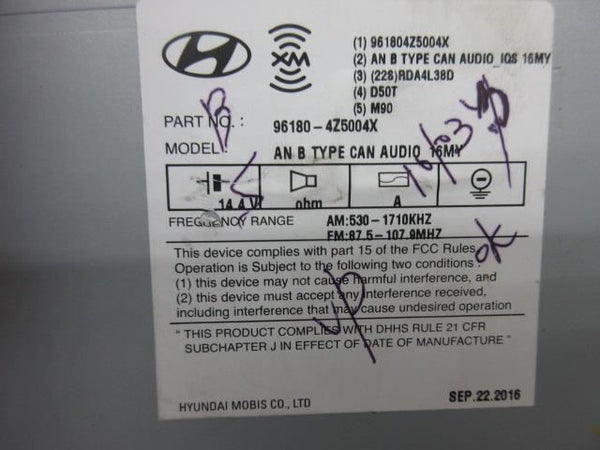 XM
(1) 961804Z5004X
(2) AN B TYPE CAN AUDIO_IQS 16MY
(3) (228)RDA4L38D
(4) D50T
(5) M90
PART NO. : 96180-4Z5004X
MODEL : AN B TYPE CAN AUDIO 16MY
14.4 V ohm A
FREQUENCY RANGE AM:530-1710KHZ
FM:87.5-107.9MHZ
This device complies with part 15 of the FCC Rules.
Operation is Subject to the following two conditions :
(1) this device may not cause harmful interference, and
(2) this device must accept any interference received,
including interference that may cause undesired operation
" THIS PRODUCT COMPLIES WITH DHHS RULE 21 CFR
SUBCHAPTER J IN EFFECT OF DATE OF MANUFACTURE "
HYUNDAI MOBIS CO., LTD SEP.22.2016
B
OK
VP